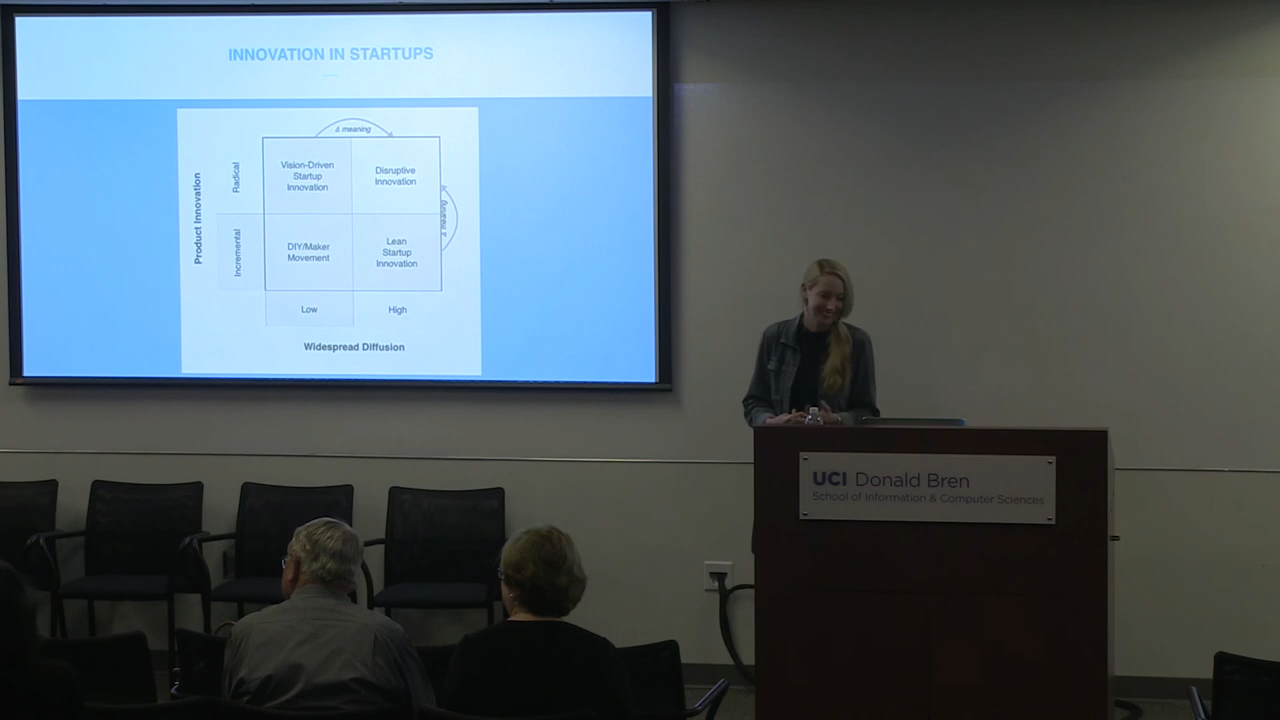 INNOVATION IN STARTUPS
Δ meaning
Product Innovation
Radical
Vision-Driven
Startup
Innovation
Disruptive
Innovation
Δ meaning
Incremental
DIY/Maker
Movement
Lean
Startup
Innovation
Low
High
Widespread Diffusion
UCI Donald Bren
School of Information & Computer Sciences